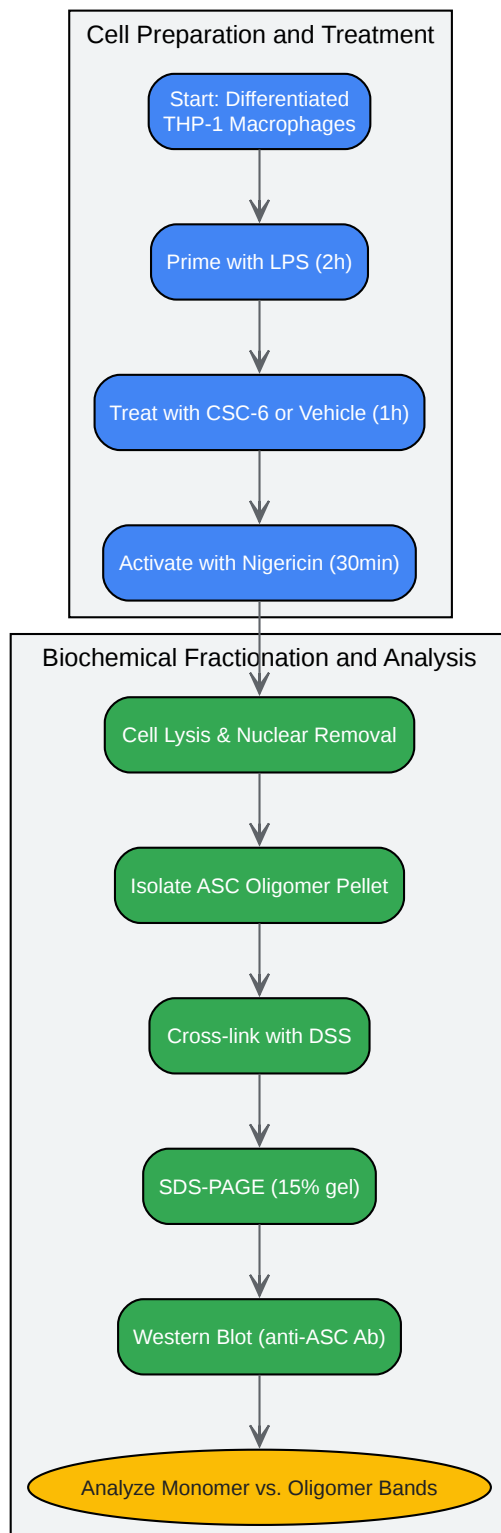 Cell Preparation and Treatment
Start: Differentiated
THP-1 Macrophages
Prime with LPS (2h)
Treat with CSC-6 or Vehicle (1h)
Activate with Nigericin (30min)
Biochemical Fractionation and Analysis
Cell Lysis & Nuclear Removal
Isolate ASC Oligomer Pellet
Cross-link with DSS
SDS-PAGE (15% gel)
Western Blot (anti-ASC Ab)
Analyze Monomer vs. Oligomer Bands